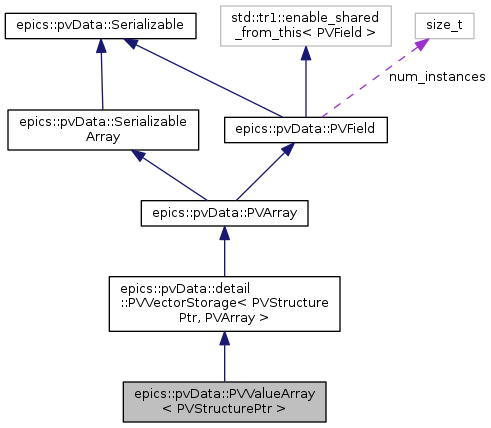 epics::pvData::Serializable
std::tr1::enable_shared
_from_this< PVField >
size_t
num_instances
epics::pvData::Serializable
Array
epics::pvData::PVField
epics::pvData::PVArray
epics::pvData::detail
::PVVectorStorage< PVStructure
Ptr, PVArray >
epics::pvData::PVValueArray
< PVStructurePtr >